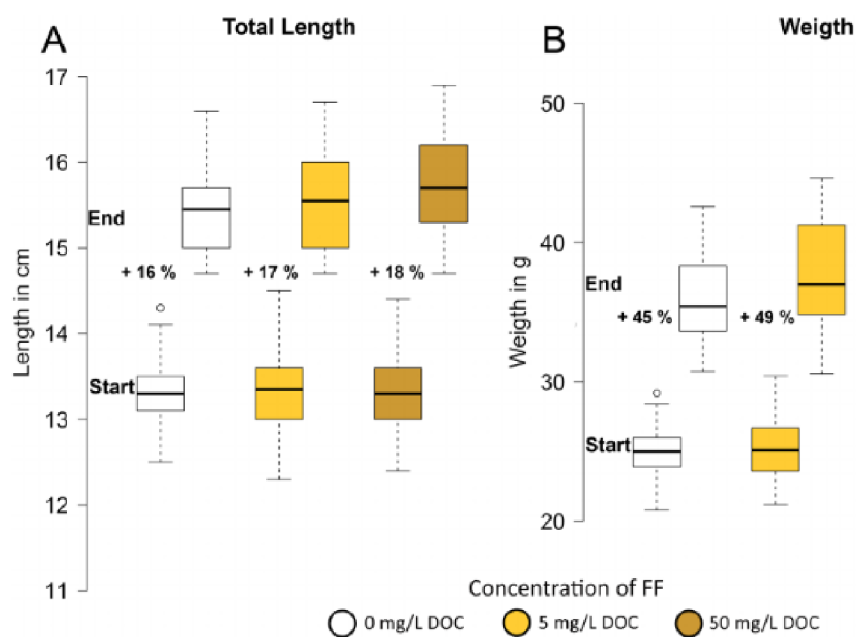 A
Total Length
B
Weigth
17
16
15
14
13
12
11
Length in cm
End
+ 16 %
+ 17 %
+ 18 %
Start
50
40
30
20
Weigth in g
End
+ 45 %
+ 49 %
Start
Concentration of FF
0 mg/L DOC
5 mg/L DOC
50 mg/L DOC